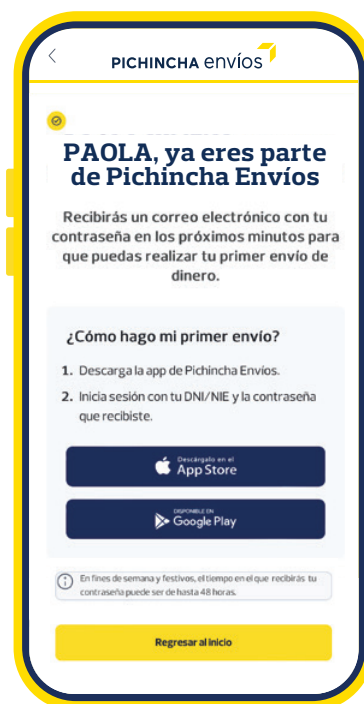 PICHINCHA envíos
PAOLA, ya eres parte
de Pichincha Envíos
Recibirás un correo electrónico con tu
contraseña en los próximos minutos para
que puedas realizar tu primer envío de
dinero.
¿Cómo hago mi primer envío?
1. Descarga la app de Pichincha Envíos.
2. Inicia sesión con tu DNI/NIE y la contraseña
que recibiste.
Descárgalo en el
App Store
DISPONIBLE EN
Google Play
En fines de semana y festivos, el tiempo en el que recibirás tu
contraseña puede ser de hasta 48 horas.
Regresar al Inicio